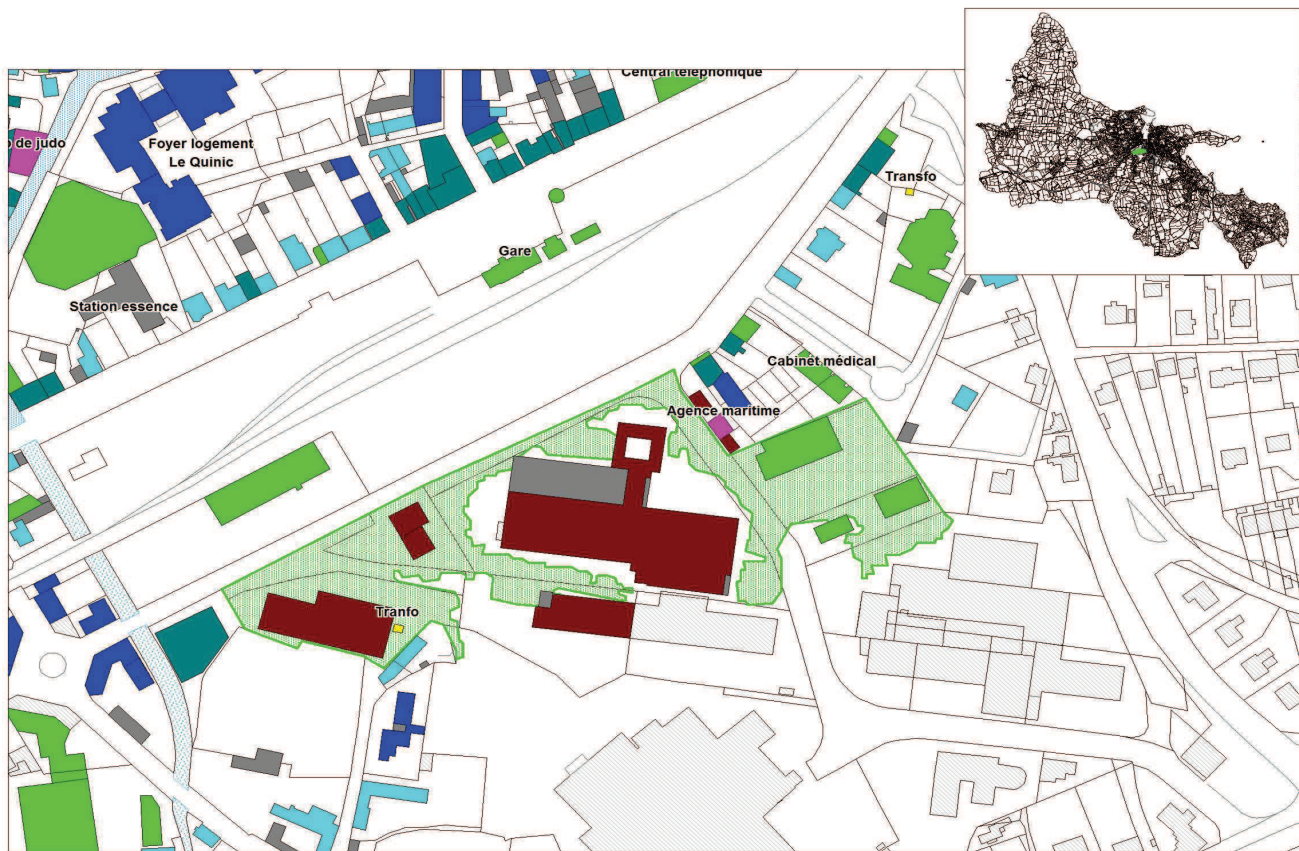 Central téléphonique
o de judo
Foyer logement
Le Quinic
Transfo
Gare
Station essence
Cabinet médical
Agence maritime
Tranfo